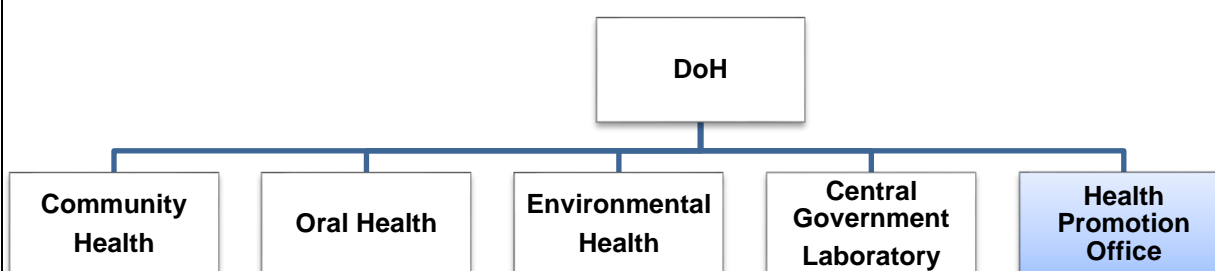 DoH
Community
Health
Oral Health
Environmental
Health
Central
Government
Laboratory
Health
Promotion
Office